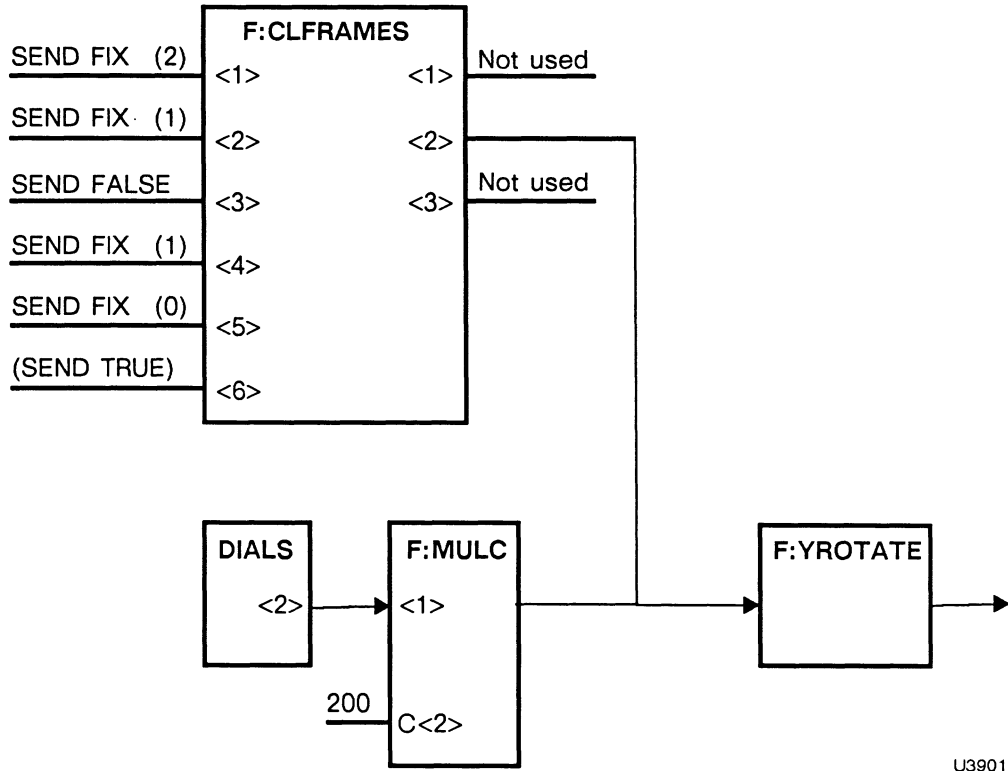 F:CLFRAMES
SEND FIX (2) <1> <1> Not used
SEND FIX (1) <2> <2>
SEND FALSE <3> <3> Not used
SEND FIX (1) <4>
SEND FIX (0) <5>
(SEND TRUE) <6>
DIALS F:MULC F:YROTATE
<2> <1>
200 C<2>
U3901